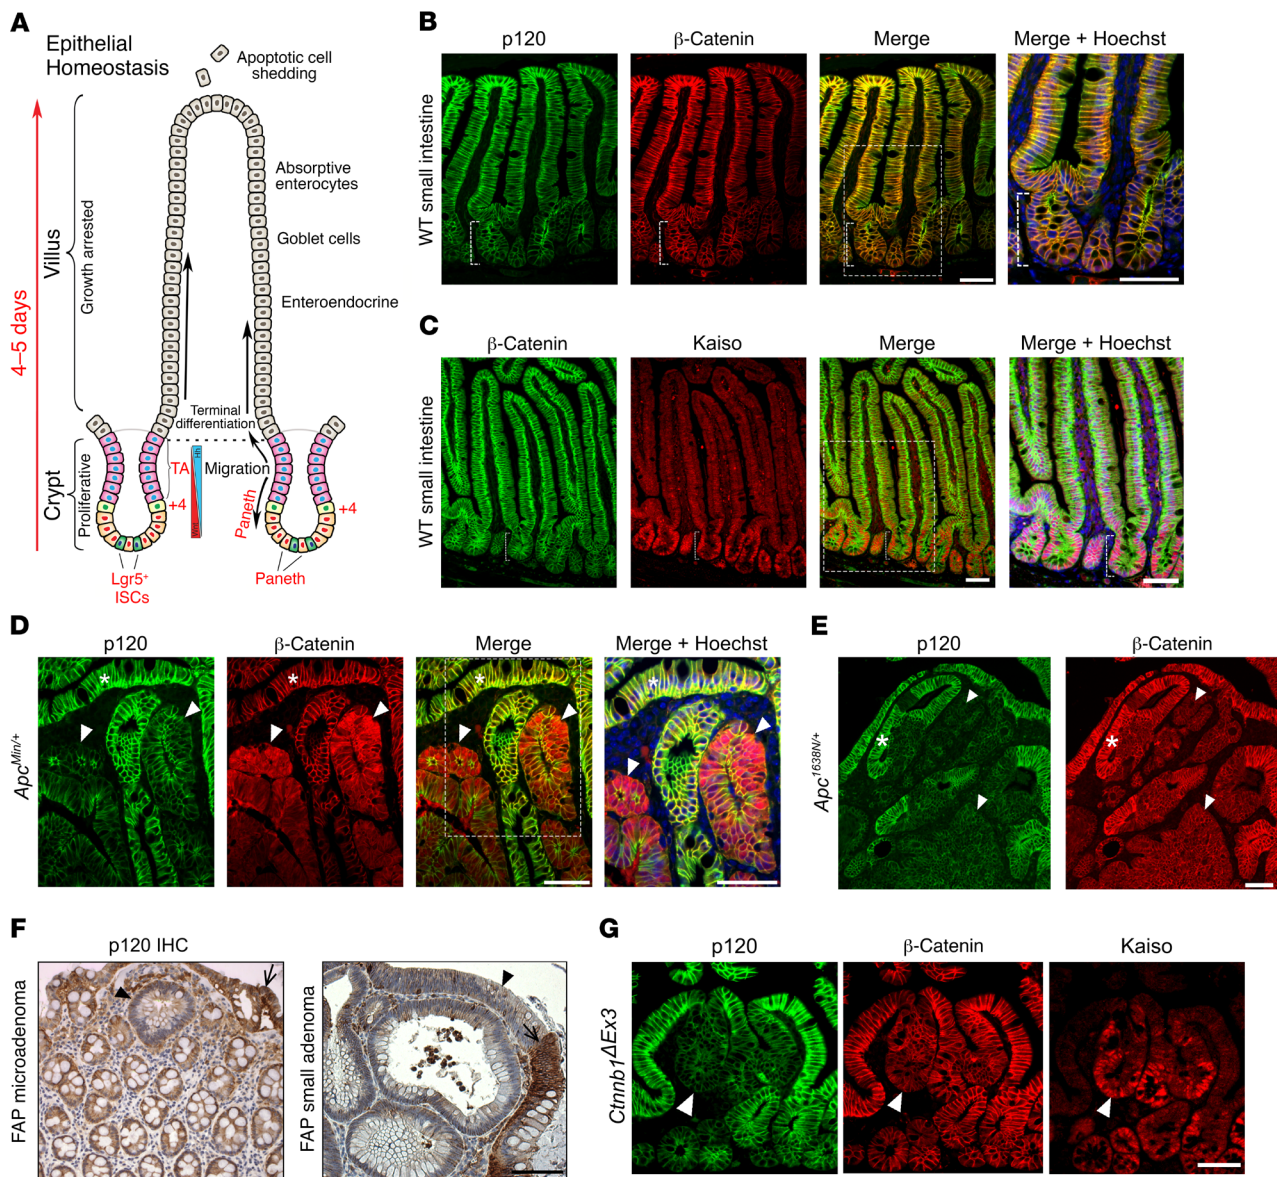 A
Epithelial
Homeostasis
Apoptotic cell
shedding
4–5 days
Villus
Growth arrested
Absorptive
enterocytes
Goblet cells
Enteroendocrine
Terminal
differentiation
Crypt
Proliferative
TA
Hh
Wnt
Migration
Paneth
+4
+4
Lgr5⁺
ISCs
Paneth
B
p120
β-Catenin
Merge
Merge + Hoechst
WT small intestine
C
β-Catenin
Kaiso
Merge
Merge + Hoechst
WT small intestine
D
p120
β-Catenin
Merge
Merge + Hoechst
Apc^Min/+
*
*
*
*
E
p120
β-Catenin
Apc^1638N/+
*
*
F
p120 IHC
FAP microadenoma
FAP small adenoma
G
p120
β-Catenin
Kaiso
Ctnnb1^ΔEx3